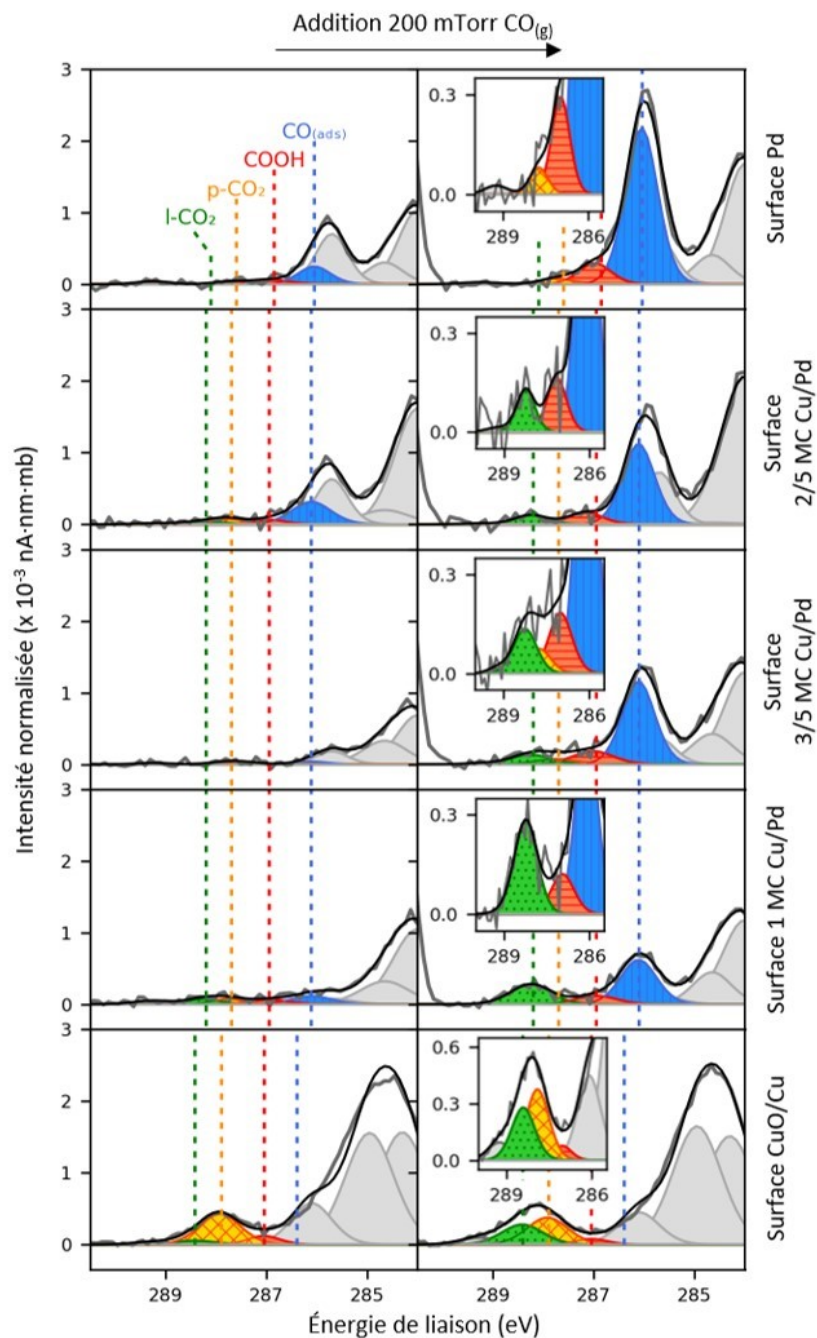 Addition 200 mTorr CO(g)
3
2
1
0
l-CO₂
p-CO₂
COOH
CO(ads)
0.3
0.0
289
286
Surface Pd
3
2
1
0
0.3
0.0
289
286
Surface
2/5 MC Cu/Pd
3
2
1
0
0.3
0.0
289
286
Surface
3/5 MC Cu/Pd
3
2
1
0
0.3
0.0
289
286
Surface 1 MC Cu/Pd
3
2
1
0
0.6
0.3
0.0
289
286
Surface CuO/Cu
Intensité normalisée (x 10⁻³ nA·nm·mb)
289 287 285 289 287 285
Énergie de liaison (eV)